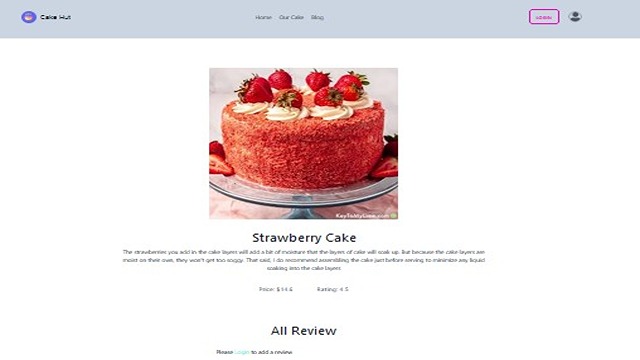 Cake Hut
Home Our Cake Blog
Strawberry Cake
The strawberries you add in the cake layers will add a bit of moisture that the layers of cake will soak up. But because the cake layers are
moist on their own, they won't get too soggy. That said, I do recommend assembling the cake just before serving to minimize any liquid
soaking into the cake layers
Price: $14.6 Rating: 4.5
All Review
Please Login to add a review